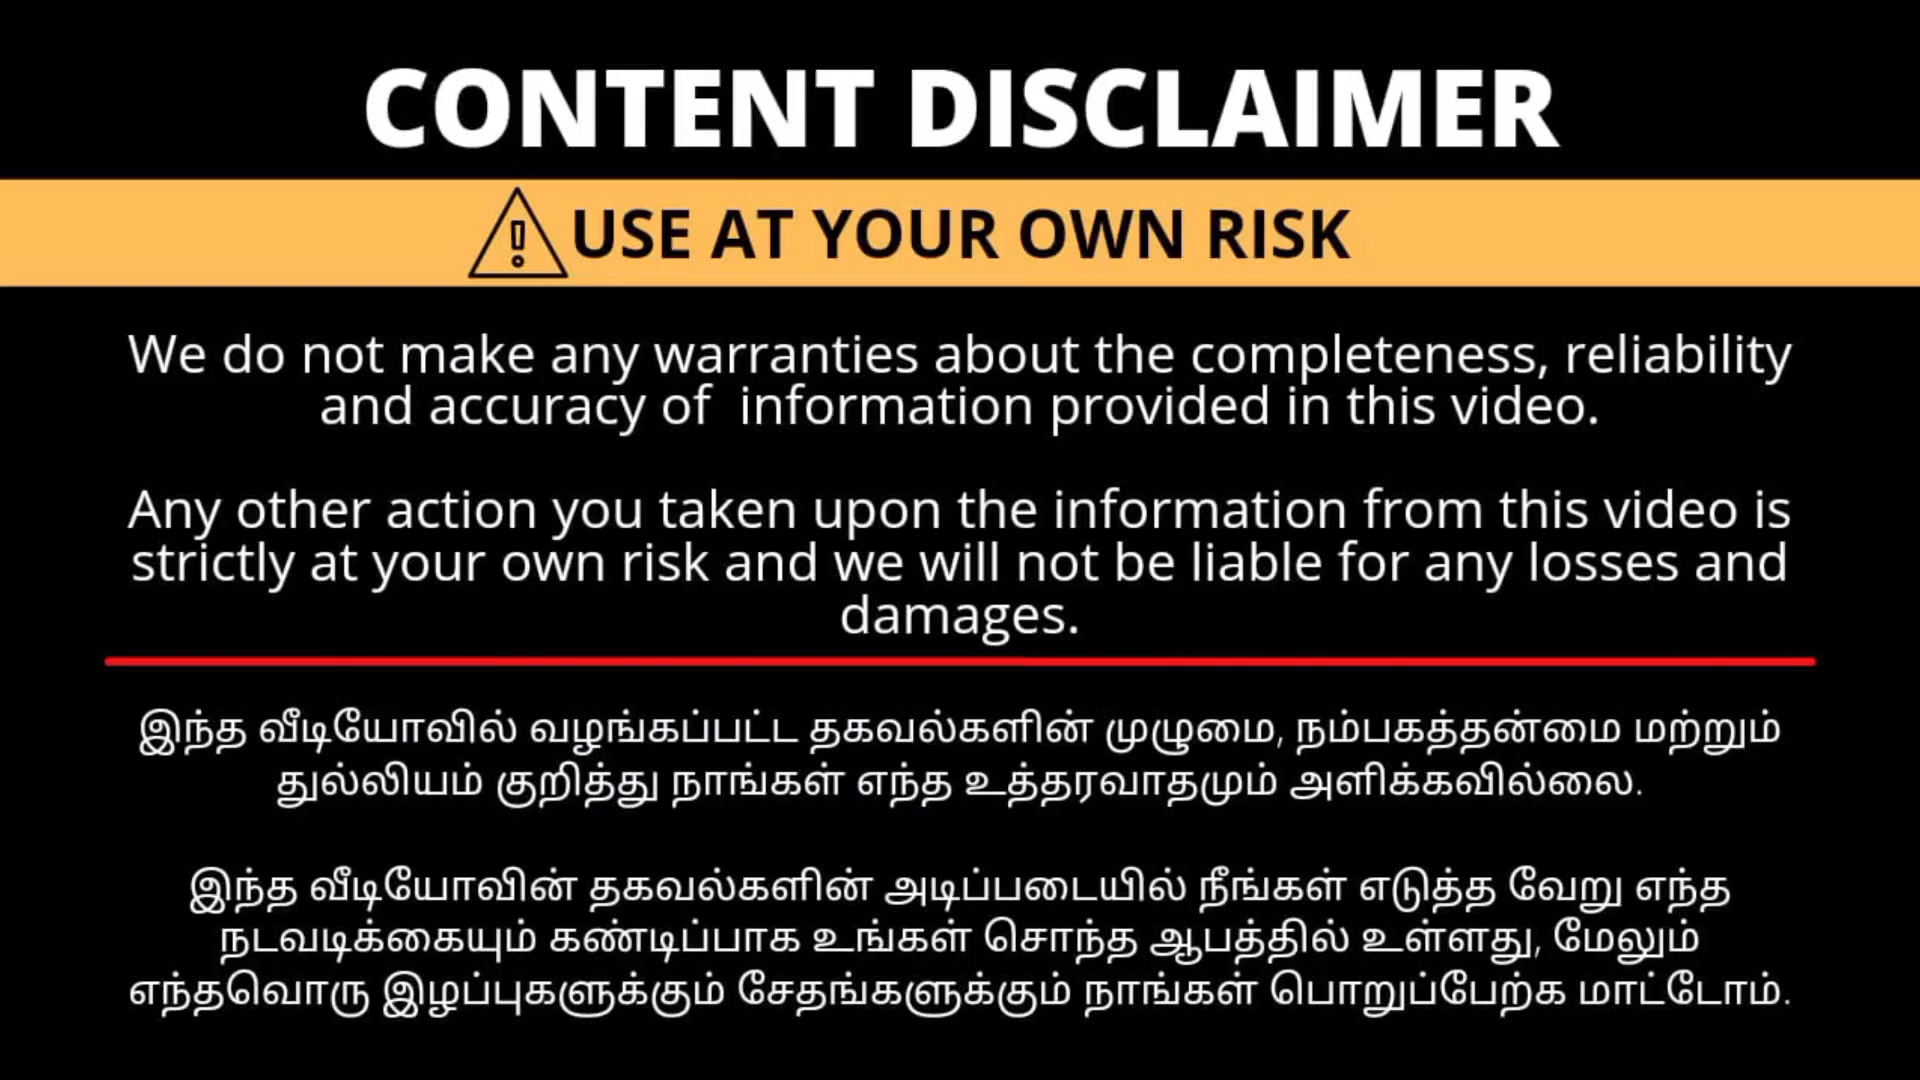 CONTENT DISCLAIMER
USE AT YOUR OWN RISK
We do not make any warranties about the completeness, reliability
and accuracy of information provided in this video.
Any other action you taken upon the information from this video is
strictly at your own risk and we will not be liable for any losses and
damages.
இந்த வீடியோவில் வழங்கப்பட்ட தகவல்களின் முழுமை, நம்பகத்தன்மை மற்றும்
துல்லியம் குறித்து நாங்கள் எந்த உத்தரவாதமும் அளிக்கவில்லை.
இந்த வீடியோவின் தகவல்களின் அடிப்படையில் நீங்கள் எடுத்த வேறு எந்த
நடவடிக்கையும் கண்டிப்பாக உங்கள் சொந்த ஆபத்தில் உள்ளது, மேலும்
எந்தவொரு இழப்புகளுக்கும் சேதங்களுக்கும் நாங்கள் பொறுப்பேற்க மாட்டோம்.